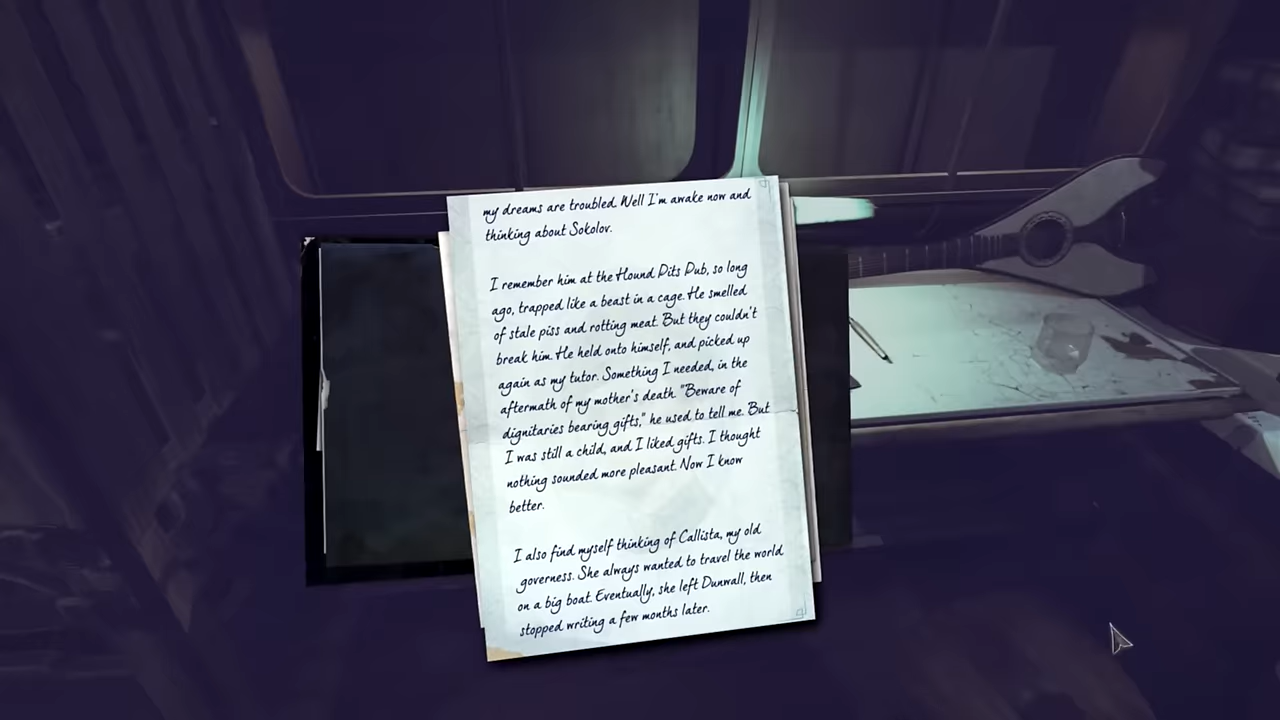 my dreams are troubled. Well I'm awake now and
thinking about Sokolov.
I remember him at the Hound Pits Pub, so long
ago, trapped like a beast in a cage. He smelled
of stale piss and rotting meat. But they couldn't
break him. He held onto himself, and picked up
again as my tutor. Something I needed, in the
aftermath of my mother's death. "Beware of
dignitaries bearing gifts," he used to tell me. But
I was still a child, and I liked gifts. I thought
nothing sounded more pleasant. Now I know
better.
I also find myself thinking of Callista, my old
governess. She always wanted to travel the world
on a big boat. Eventually, she left Dunwall, then
stopped writing a few months later.